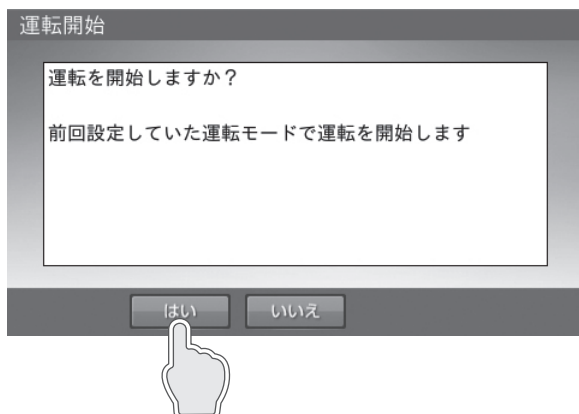 運転開始
運転を開始しますか？
前回設定していた運転モードで運転を開始します
はい
いいえ